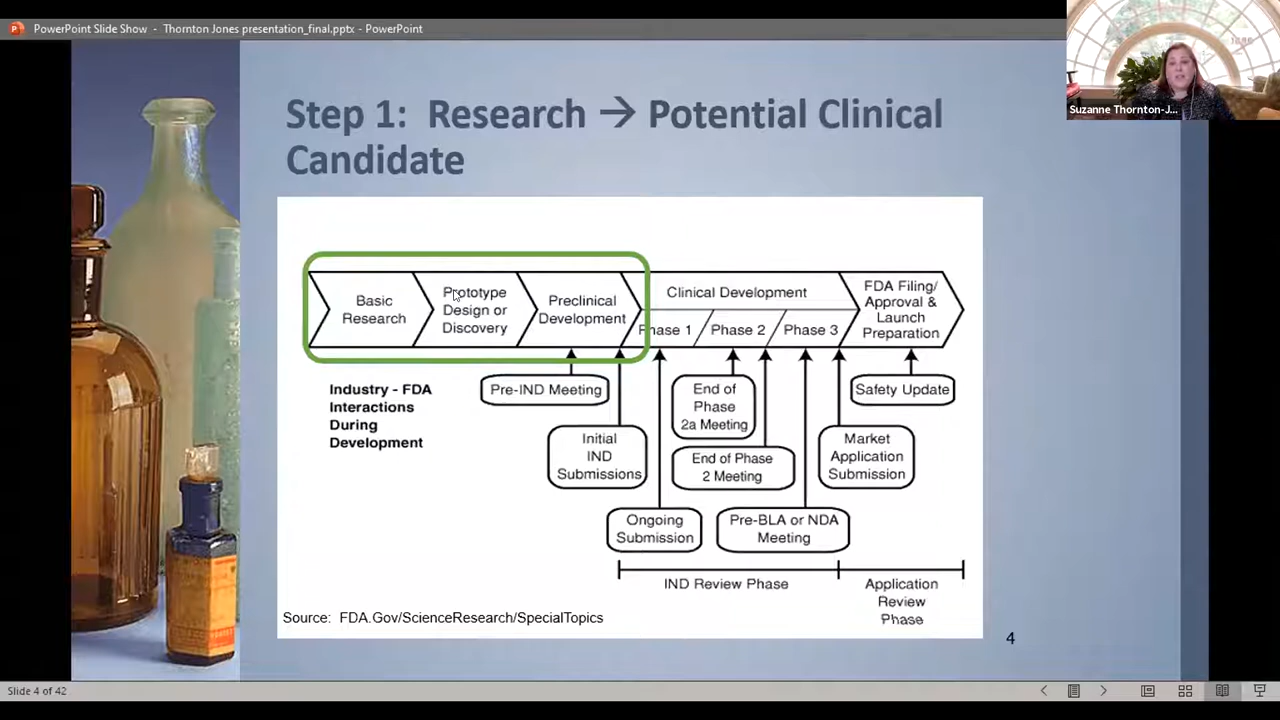 PowerPoint Slide Show - Thornton Jones presentation_final.pptx - PowerPoint
Suzanne Thornton-J...
Step 1: Research → Potential Clinical
Candidate
Basic
Research
Prototype
Design or
Discovery
Preclinical
Development
Clinical Development
Phase 1
Phase 2
Phase 3
FDA Filing/
Approval &
Launch
Preparation
Industry - FDA
Interactions
During
Development
Pre-IND Meeting
Initial
IND
Submissions
Ongoing
Submission
End of
Phase
2a Meeting
End of Phase
2 Meeting
Pre-BLA or NDA
Meeting
Market
Application
Submission
Safety Update
IND Review Phase
Application
Review
Phase
Source: FDA.Gov/ScienceResearch/SpecialTopics
4
Slide 4 of 42